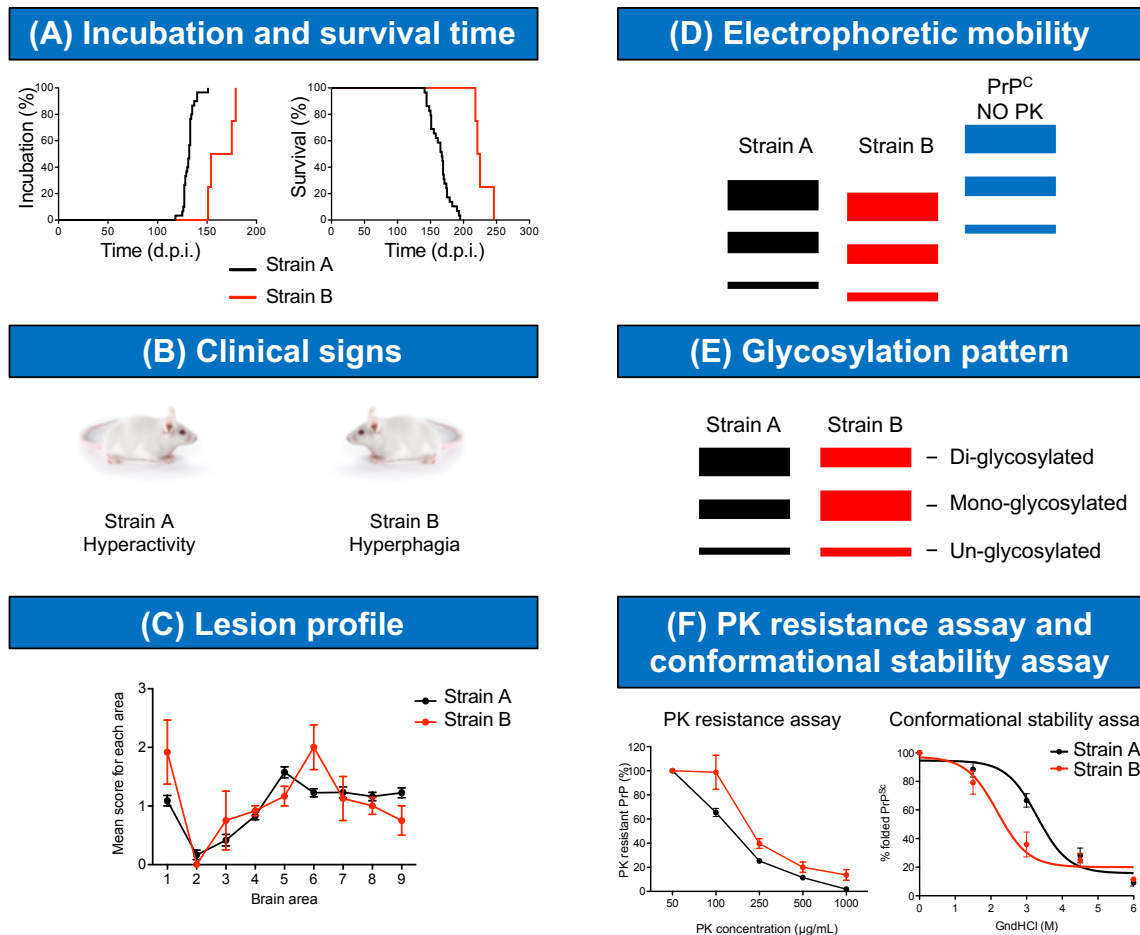 (A) Incubation and survival time
Incubation (%)
100
80
60
40
20
0
0 50 100 150 200
Time (d.p.i.)
Survival (%)
100
80
60
40
20
0
0 50 100 150 200 250 300
Time (d.p.i.)
Strain A
Strain B
(B) Clinical signs
Strain A
Hyperactivity
Strain B
Hyperphagia
(C) Lesion profile
Mean score for each area
3
2
1
0
1 2 3 4 5 6 7 8 9
Brain area
Strain A
Strain B
(D) Electrophoretic mobility
Strain A
Strain B
PrPC
NO PK
(E) Glycosylation pattern
Strain A
Strain B
– Di-glycosylated
– Mono-glycosylated
– Un-glycosylated
(F) PK resistance assay and
conformational stability assay
PK resistance assay
PK resistant PrP (%)
120
100
80
60
40
20
0
50 100 250 500 1000
PK concentration (µg/mL)
Conformational stability assa
Strain A
Strain B
% folded PrPSc
100
80
60
40
20
0
0 1 2 3 4 5 6
GndHCl (M)